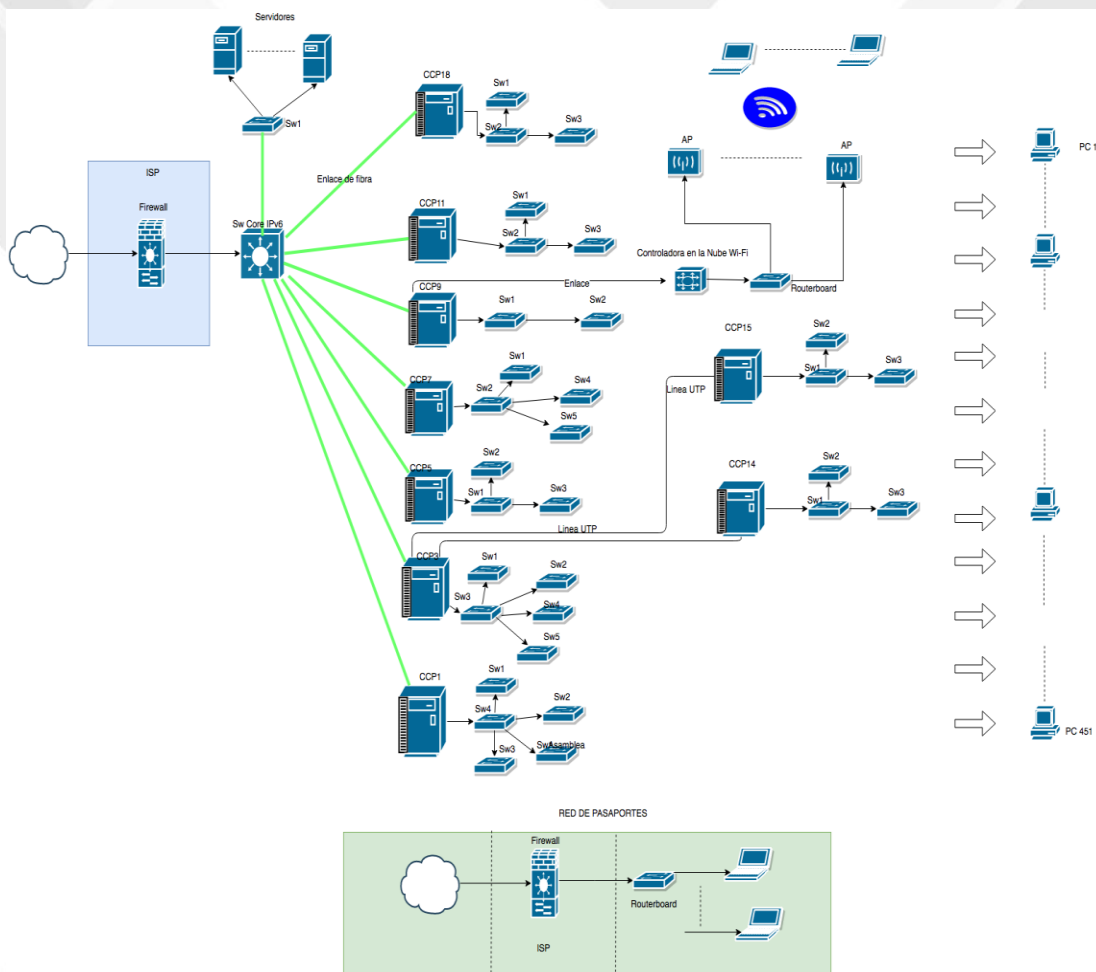 Servidores
Sw1
ISP
Firewall
Sw Core IPv6
Enlace de fibra
CCP18
Sw1
Sw2
Sw3
CCP11
Sw1
Sw2
Sw3
CCP9
Sw1
Sw2
Enlace
Controladora en la Nube Wi-Fi
Routerboard
AP
AP
CCP7
Sw1
Sw2
Sw4
Sw5
CCP5
Sw2
Sw1
Sw3
CCP15
Sw2
Sw1
Sw3
Linea UTP
CCP14
Sw2
Sw1
Sw3
Linea UTP
CCP3
Sw1
Sw3
Sw2
Sw4
Sw5
CCP1
Sw1
Sw4
Sw2
Sw3
Asamblea
PC 1
PC 451
RED DE PASAPORTES
Firewall
Routerboard
ISP